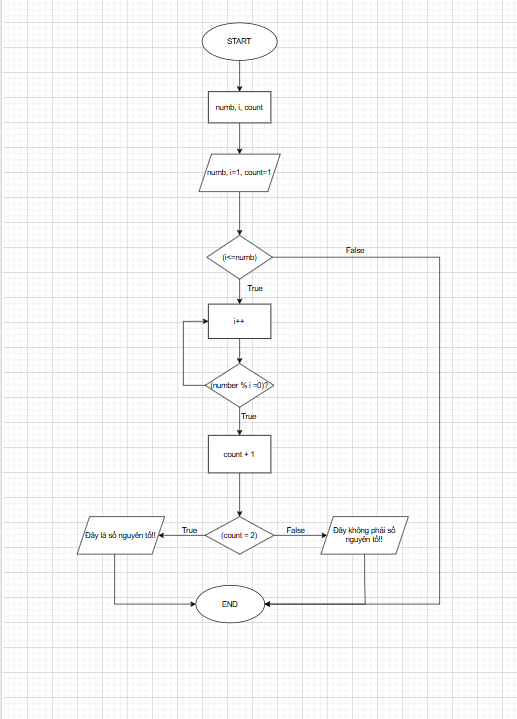 START
numb, i, count
numb, i=1, count=1
(i<=numb)
False
True
i++
(number % i =0)?
True
count + 1
Đây là số nguyên tố!!
True
(count = 2)
False
Đây không phải số
nguyên tố!!
END